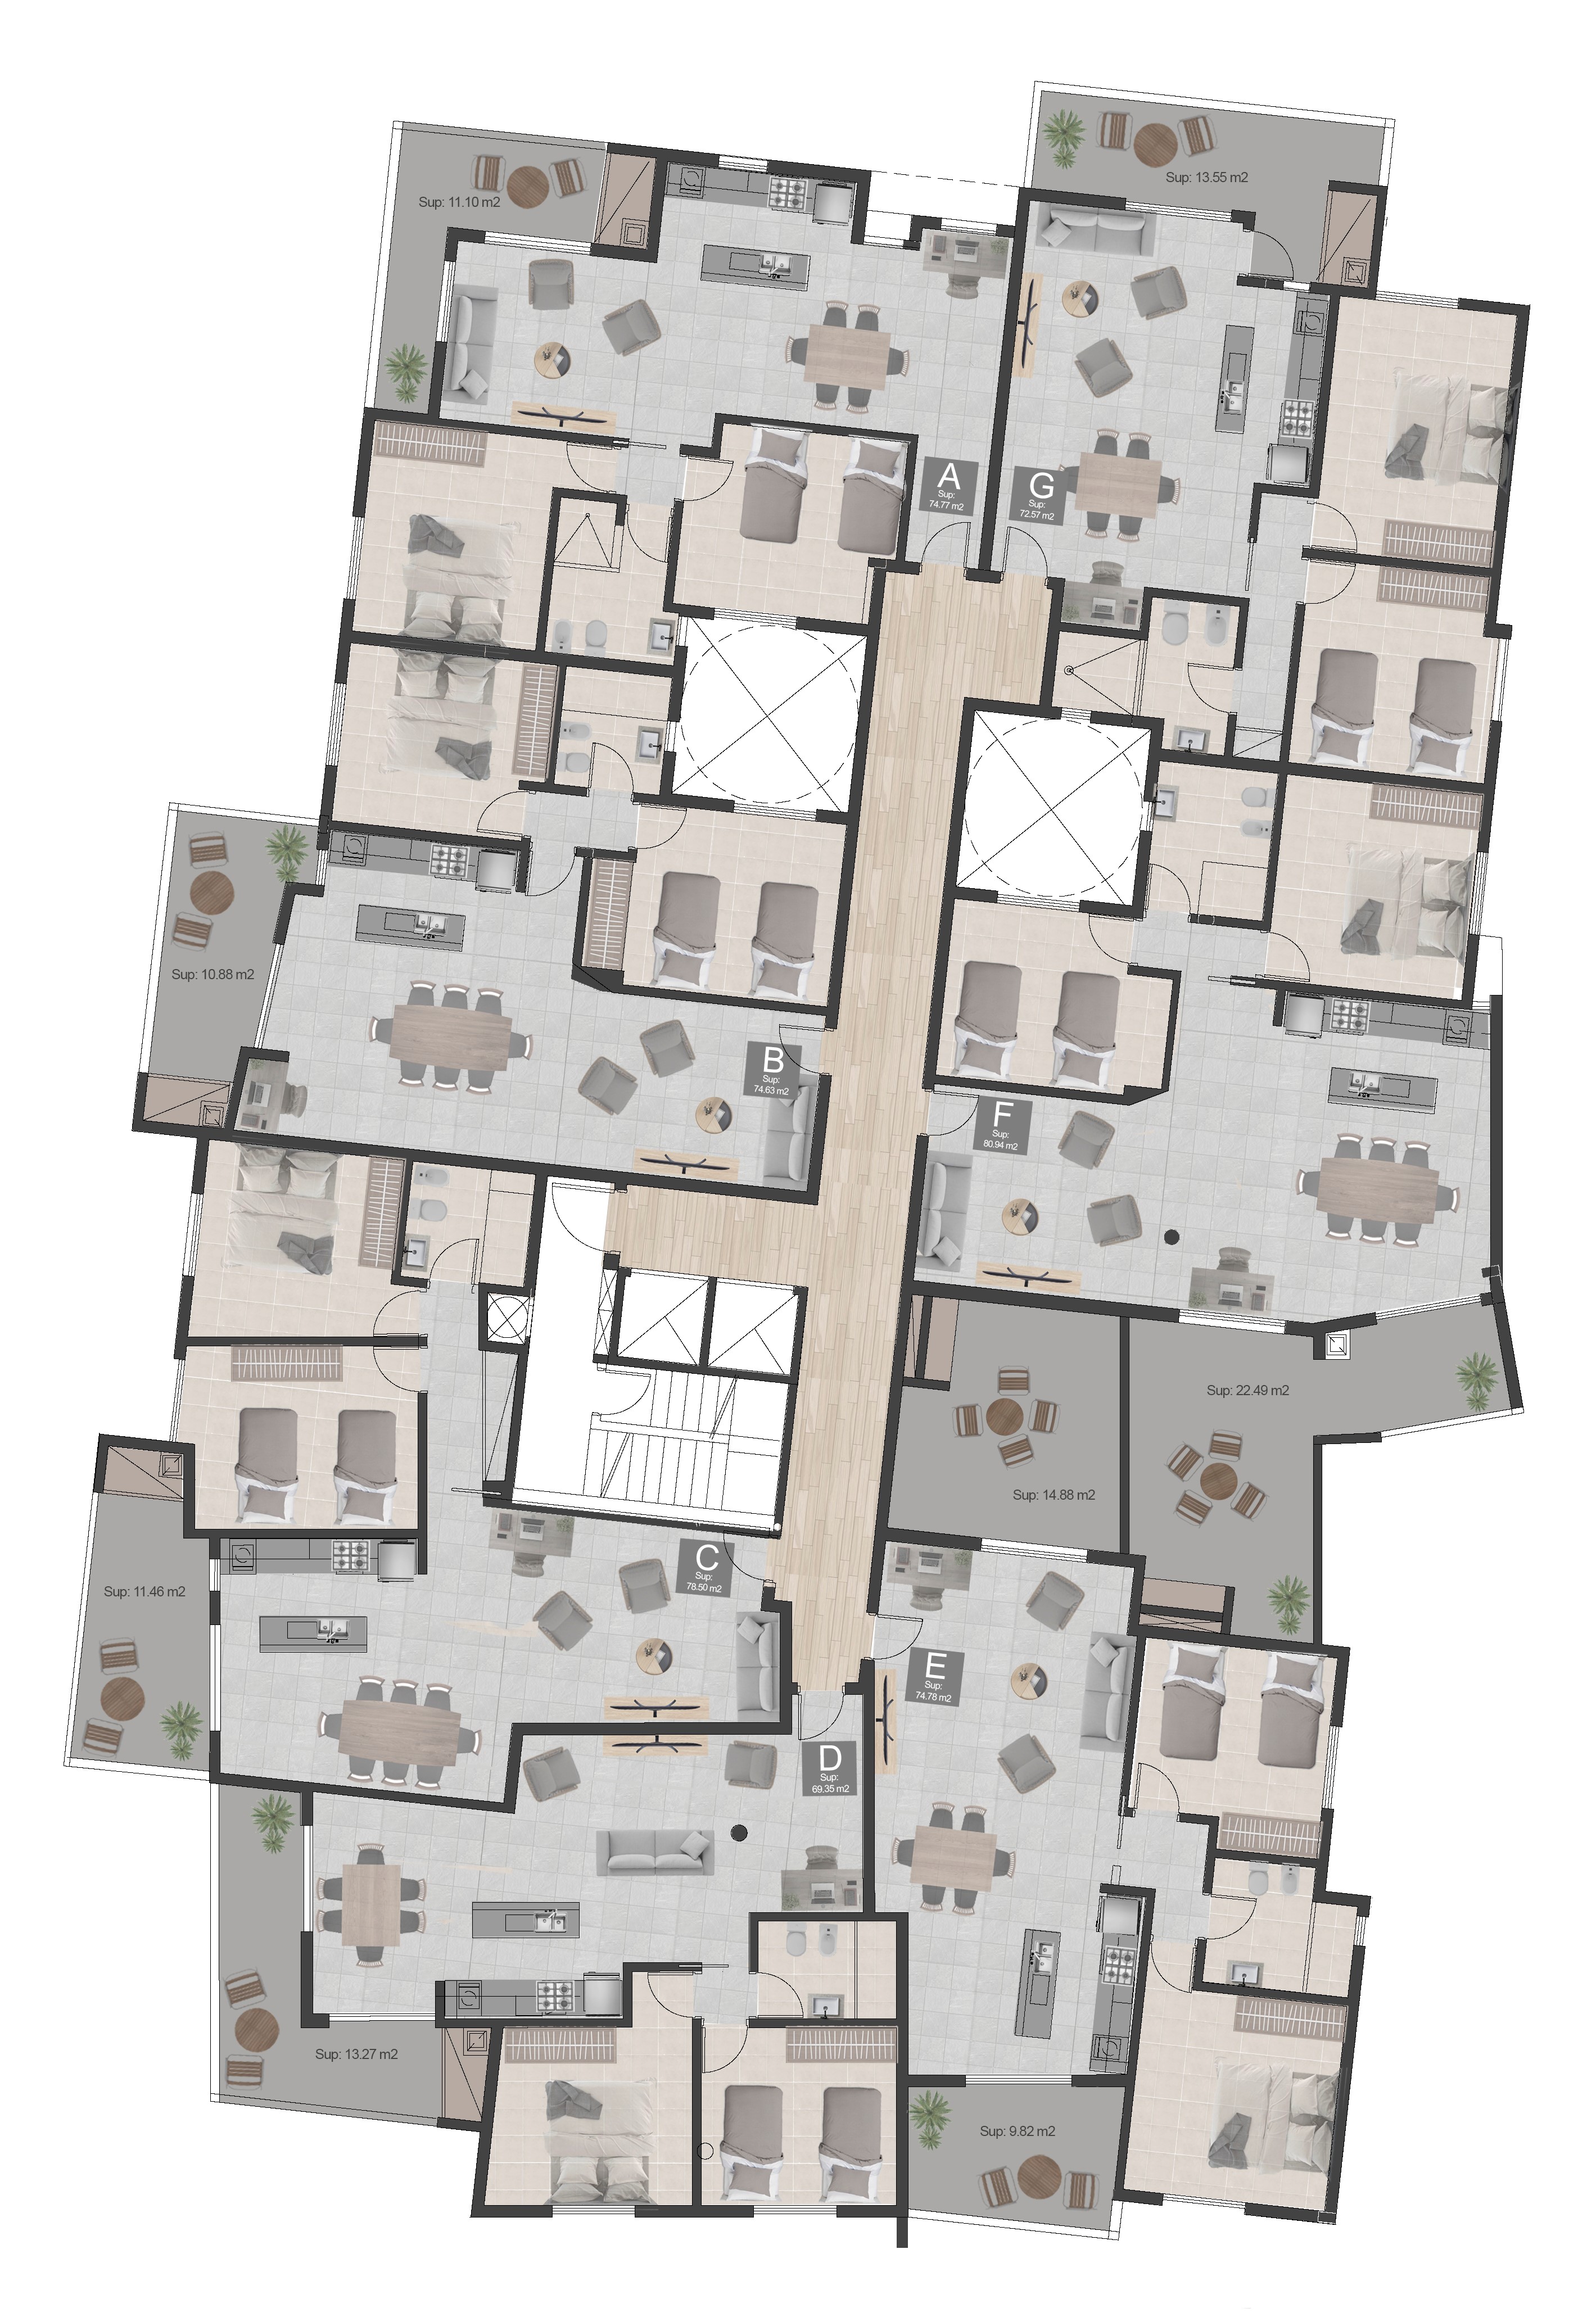 Sup: 13.55 m2
Sup: 11.10 m2
A
Sup:
74.77 m2
G
Sup:
72.57 m2
Sup: 10.88 m2
B
Sup:
74.63 m2
F
Sup:
80.94 m2
Sup: 22.49 m2
Sup: 14.88 m2
C
Sup:
78.50 m2
Sup: 11.46 m2
E
Sup:
74.78 m2
D
Sup:
69.35 m2
Sup: 13.27 m2
Sup: 9.82 m2